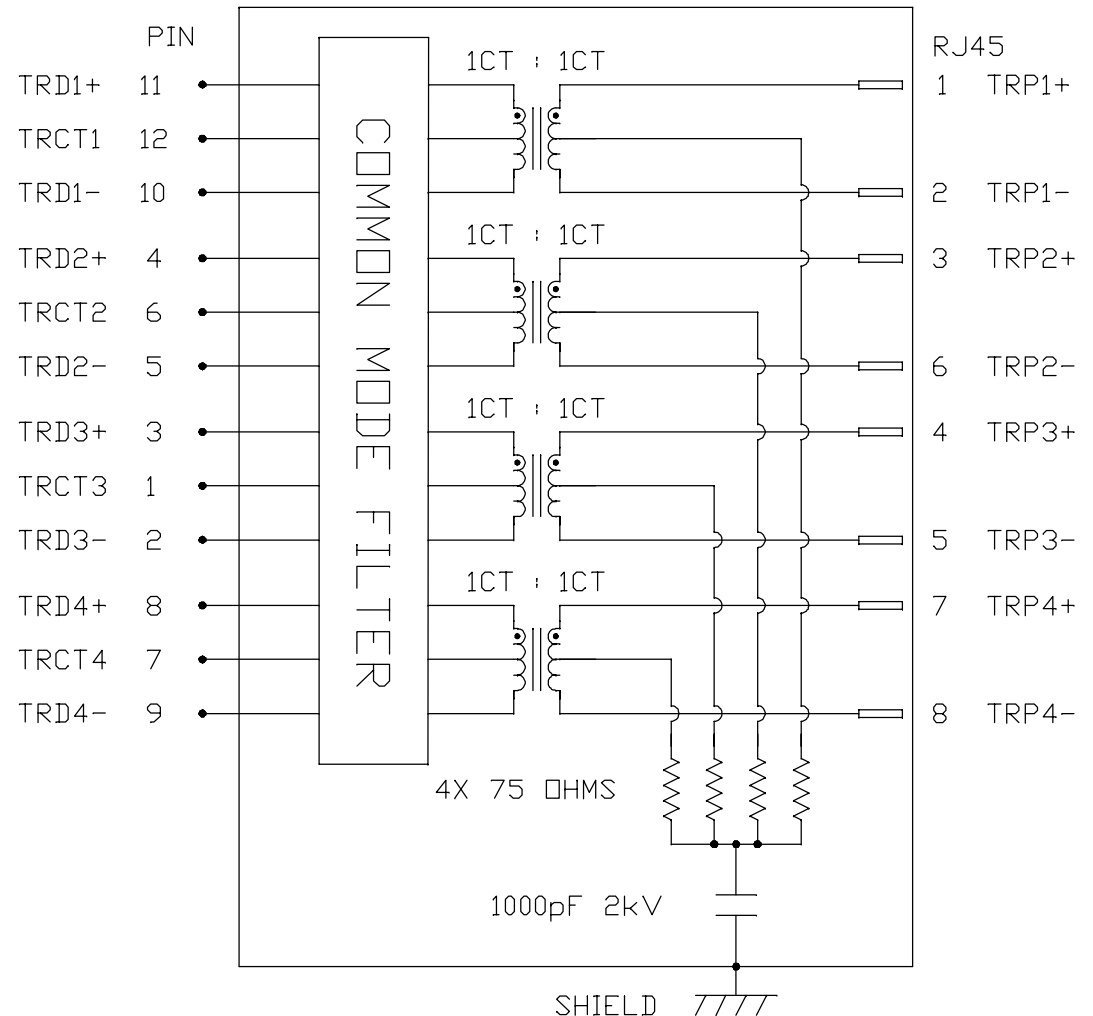 PIN
RJ45
1CT : 1CT
TRD1+ 11
1 TRP1+
TRCT1 12
TRD1- 10
2 TRP1-
1CT : 1CT
TRD2+ 4
3 TRP2+
TRCT2 6
TRD2- 5
6 TRP2-
1CT : 1CT
TRD3+ 3
4 TRP3+
TRCT3 1
TRD3- 2
5 TRP3-
1CT : 1CT
TRD4+ 8
7 TRP4+
TRCT4 7
TRD4- 9
8 TRP4-
COMMON MODE FILTER
4X 75 OHMS
1000pF 2kV
SHIELD